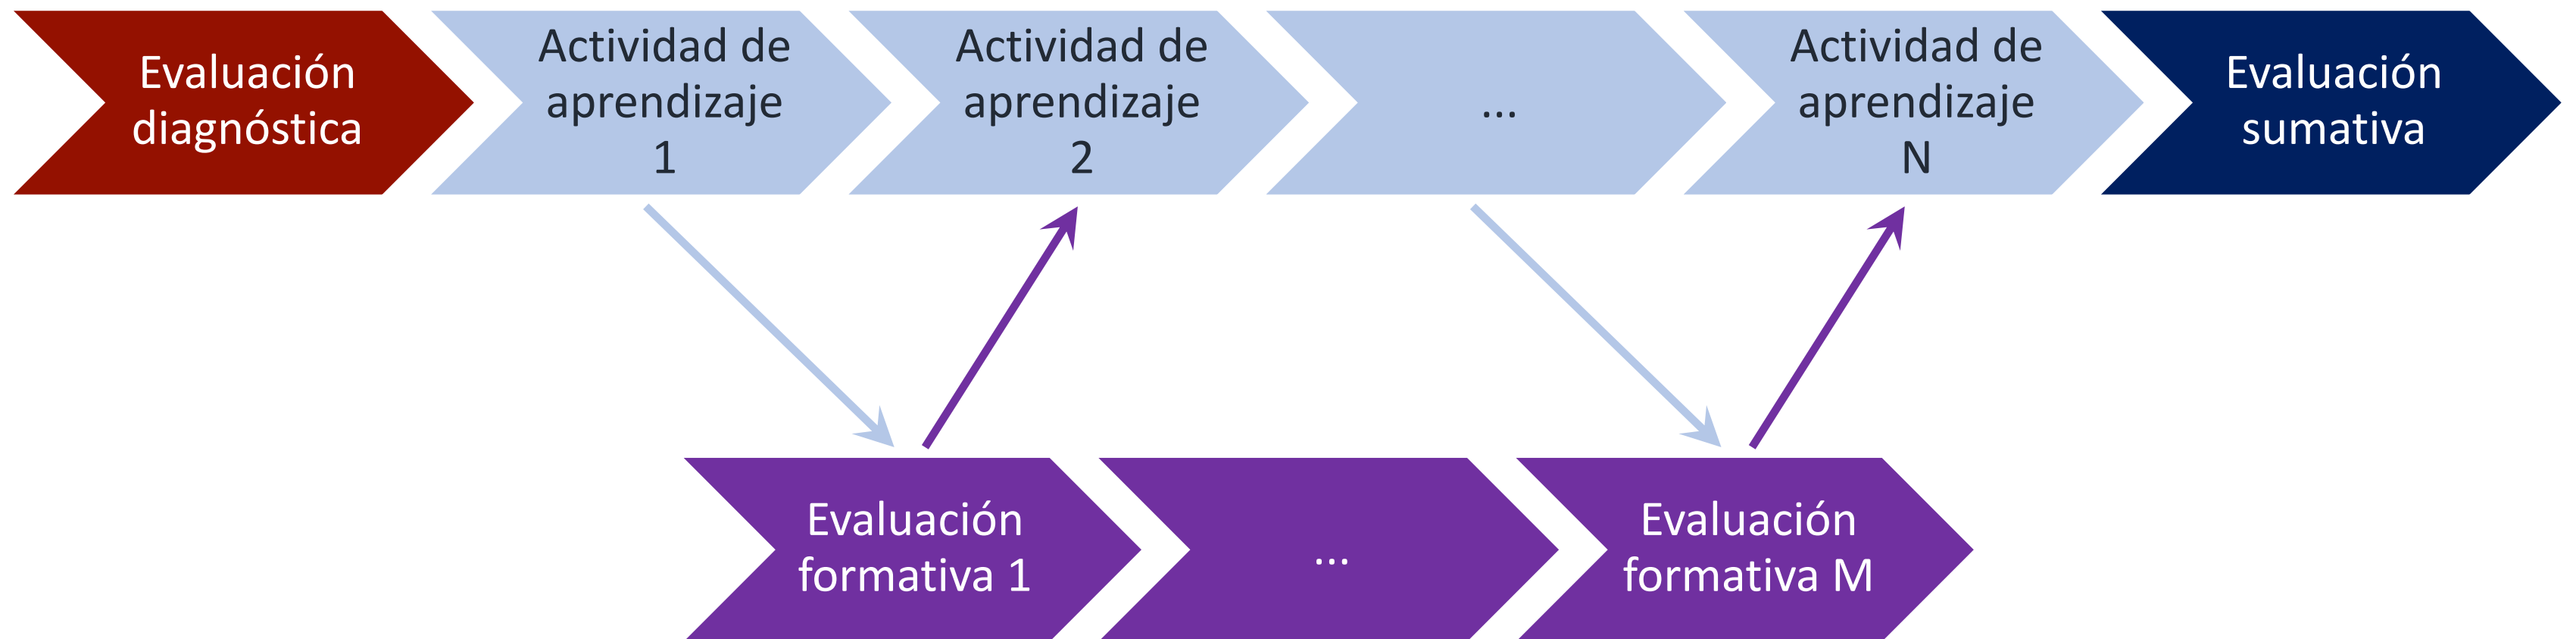 Evaluación
diagnóstica
Actividad de
aprendizaje
1
Actividad de
aprendizaje
2
...
Actividad de
aprendizaje
N
Evaluación
sumativa
Evaluación
formativa 1
...
Evaluación
formativa M